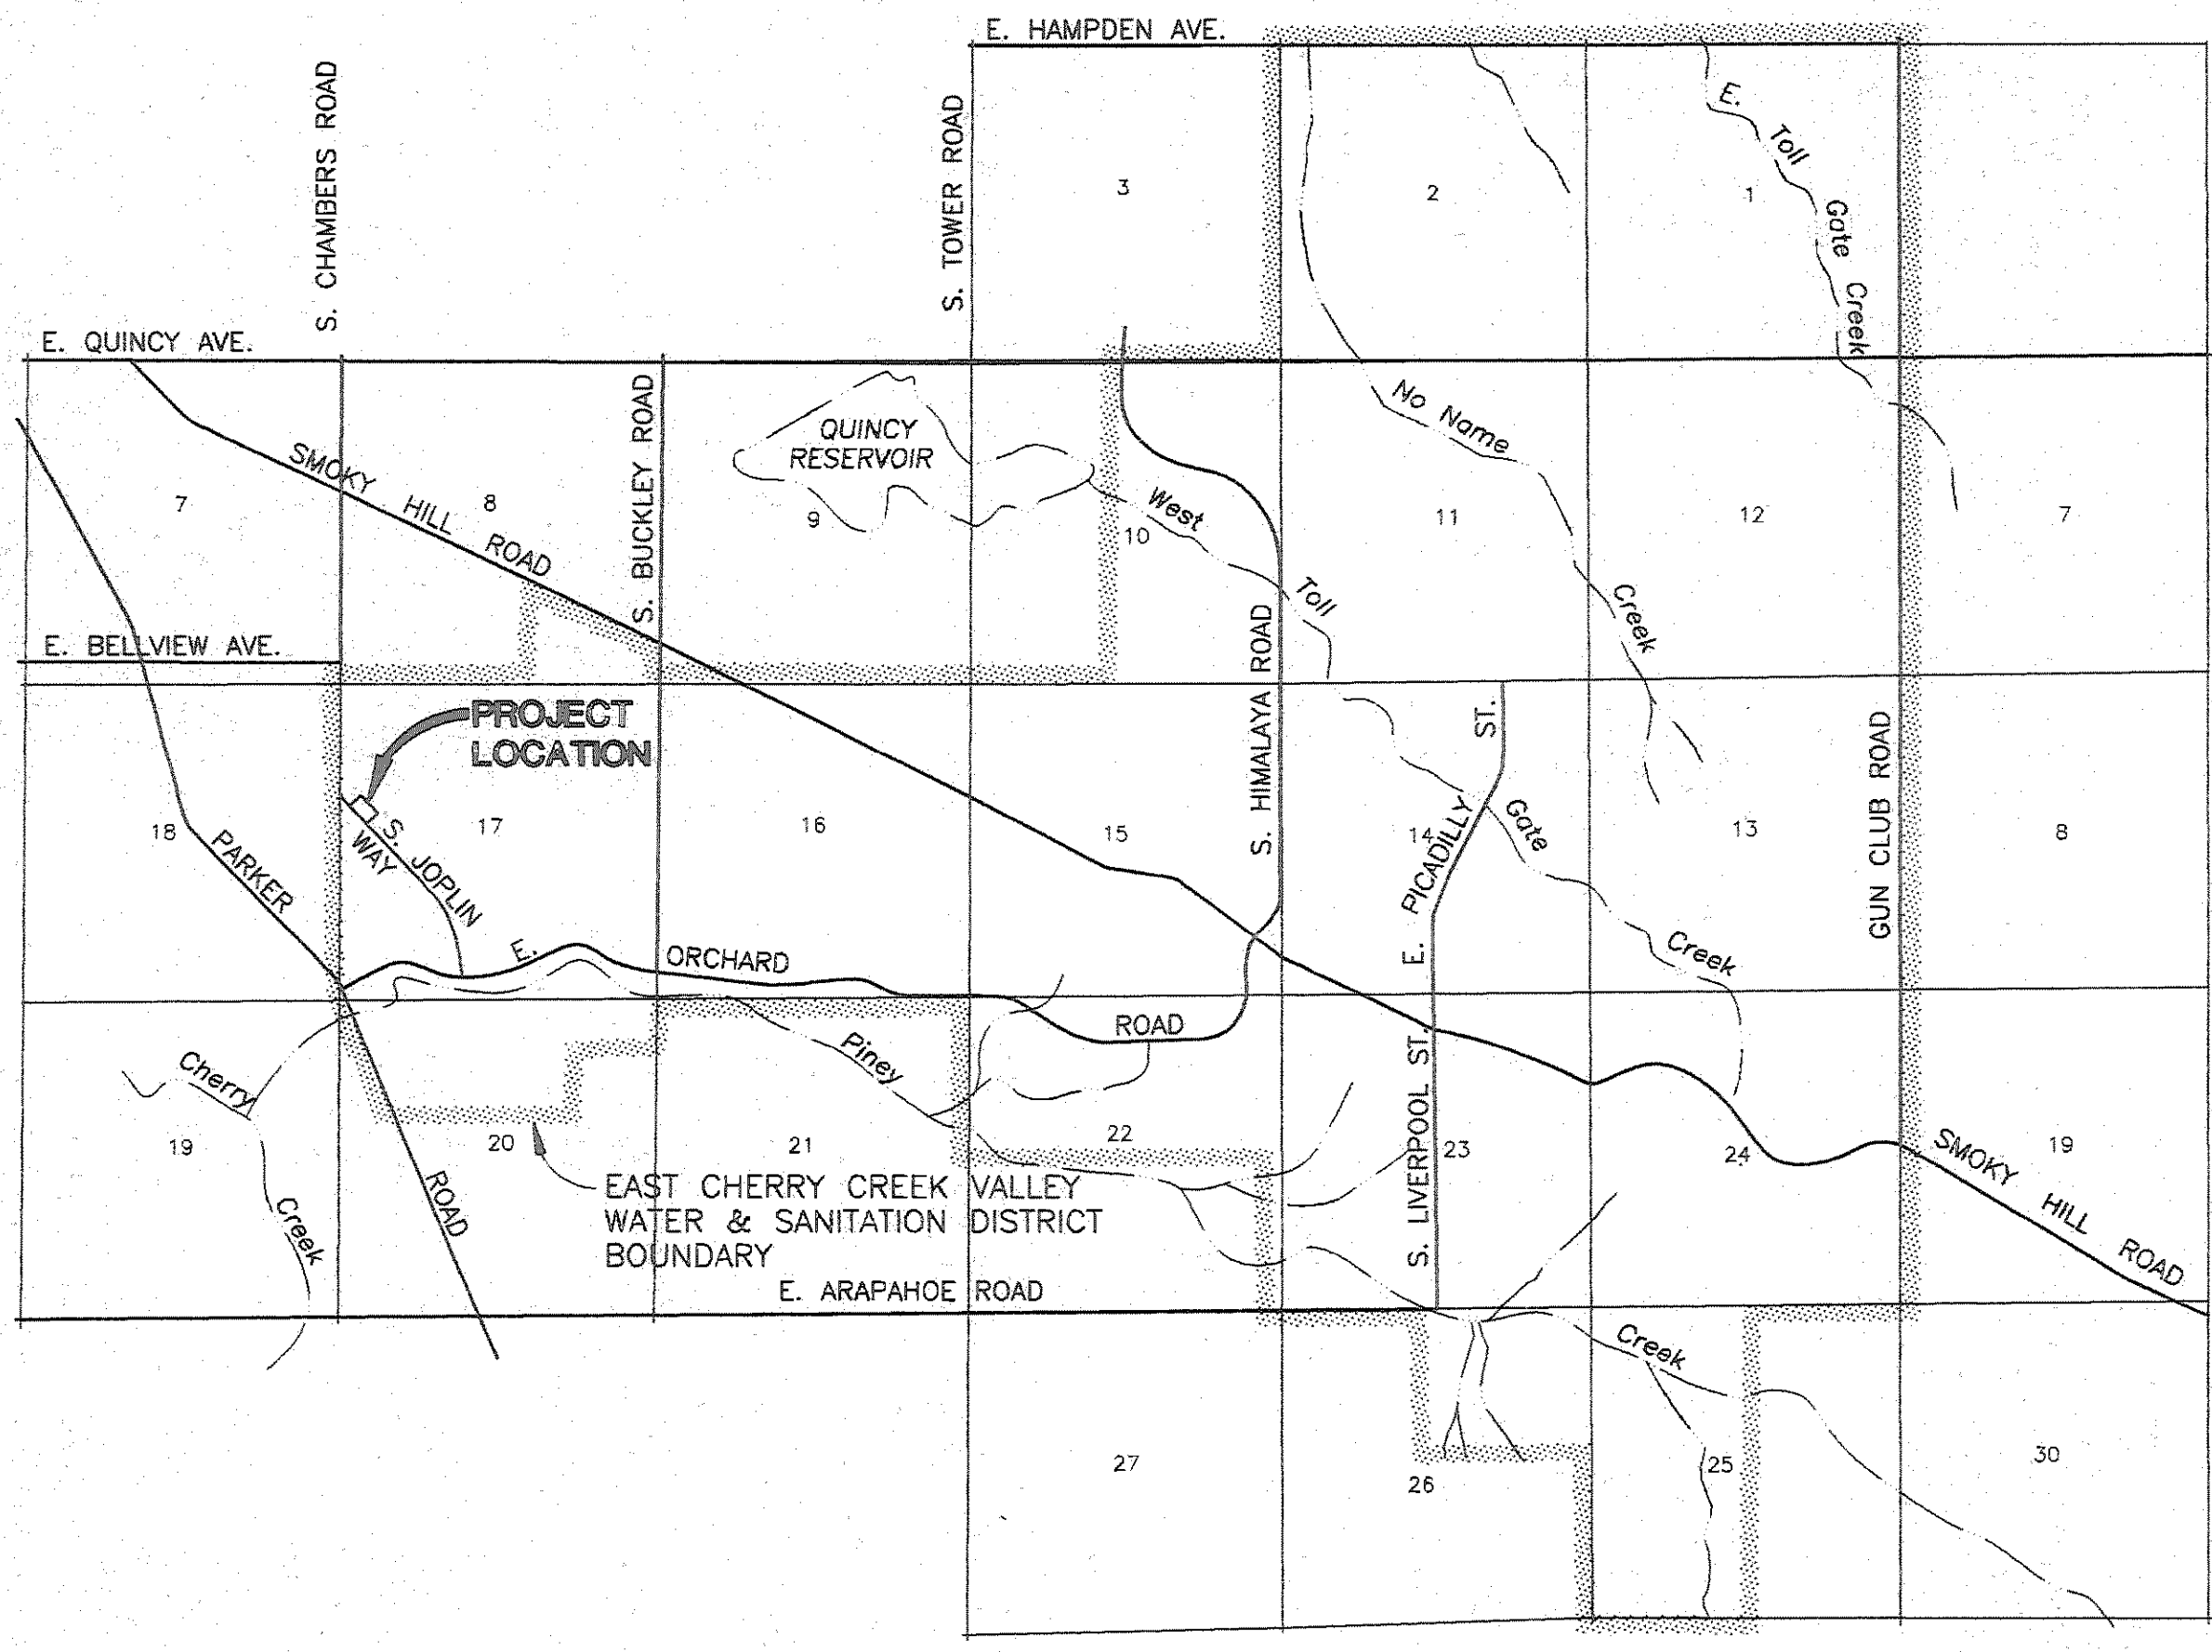 E. HAMPDEN AVE.
S. CHAMBERS ROAD
S. TOWER ROAD
3
2
1
E. Toll Gate Creek
E. QUINCY AVE.
S. BUCKLEY ROAD
QUINCY
RESERVOIR
No Name Creek
SMOKY HILL ROAD
7
8
9
10
West Toll Gate Creek
11
12
7
E. BELLVIEW AVE.
S. HIMALAYA ROAD
PROJECT
LOCATION
E. PICADILLY ST.
GUN CLUB ROAD
18
17
16
15
14
13
8
PARKER ROAD
S. JOPLIN
WAY
E. ORCHARD ROAD
Cherry Creek
Piney Creek
S. LIVERPOOL ST.
19
20
21
22
23
24
19
SMOKY HILL ROAD
EAST CHERRY CREEK VALLEY
WATER & SANITATION DISTRICT
BOUNDARY
E. ARAPAHOE ROAD
27
26
25
30